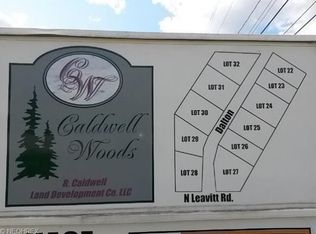 CW
Caldwell
Woods
R. Caldwell
Land Development Co. LLC
LOT 32
LOT 31
LOT 30
LOT 29
LOT 28
Dalton
LOT 22
LOT 23
LOT 24
LOT 25
LOT 26
LOT 27
N Leavitt Rd.
NEOHREX